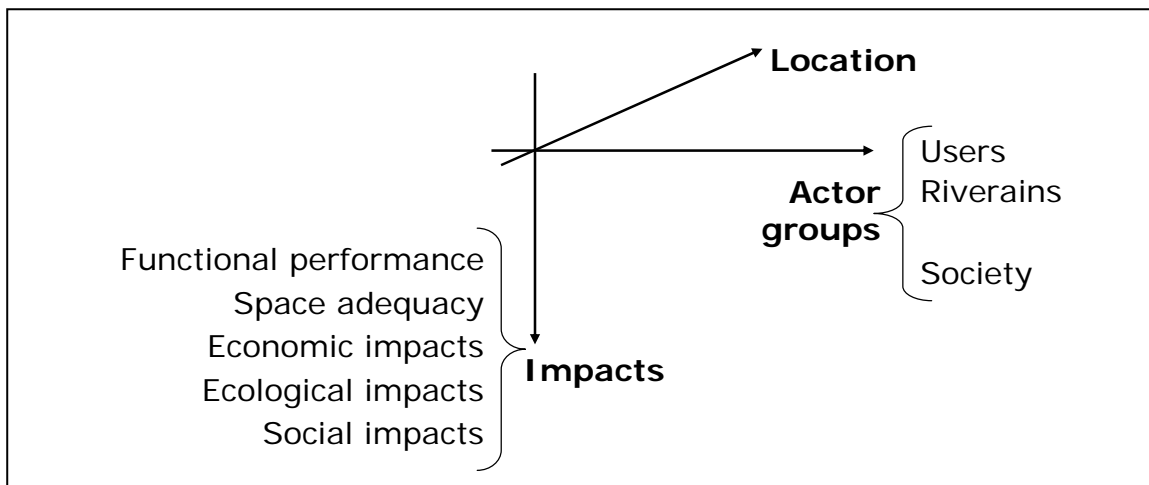 Location
Users
Actor
Riverains
groups
Society
Functional performance
Space adequacy
Economic impacts
Impacts
Ecological impacts
Social impacts